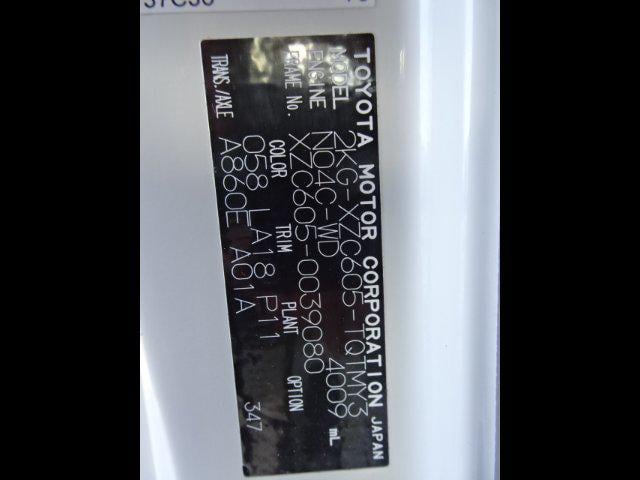 TOYOTA MOTOR CORPORATION JAPAN
MODEL 2KG-XZC605-TQTMY3
ENGINE N04C-WD 4009 mL
FRAME No. XZC605-0039080
COLOR TRIM PLANT OPTION
058 LA18 P11
TRANS./AXLE A860E A01A 347